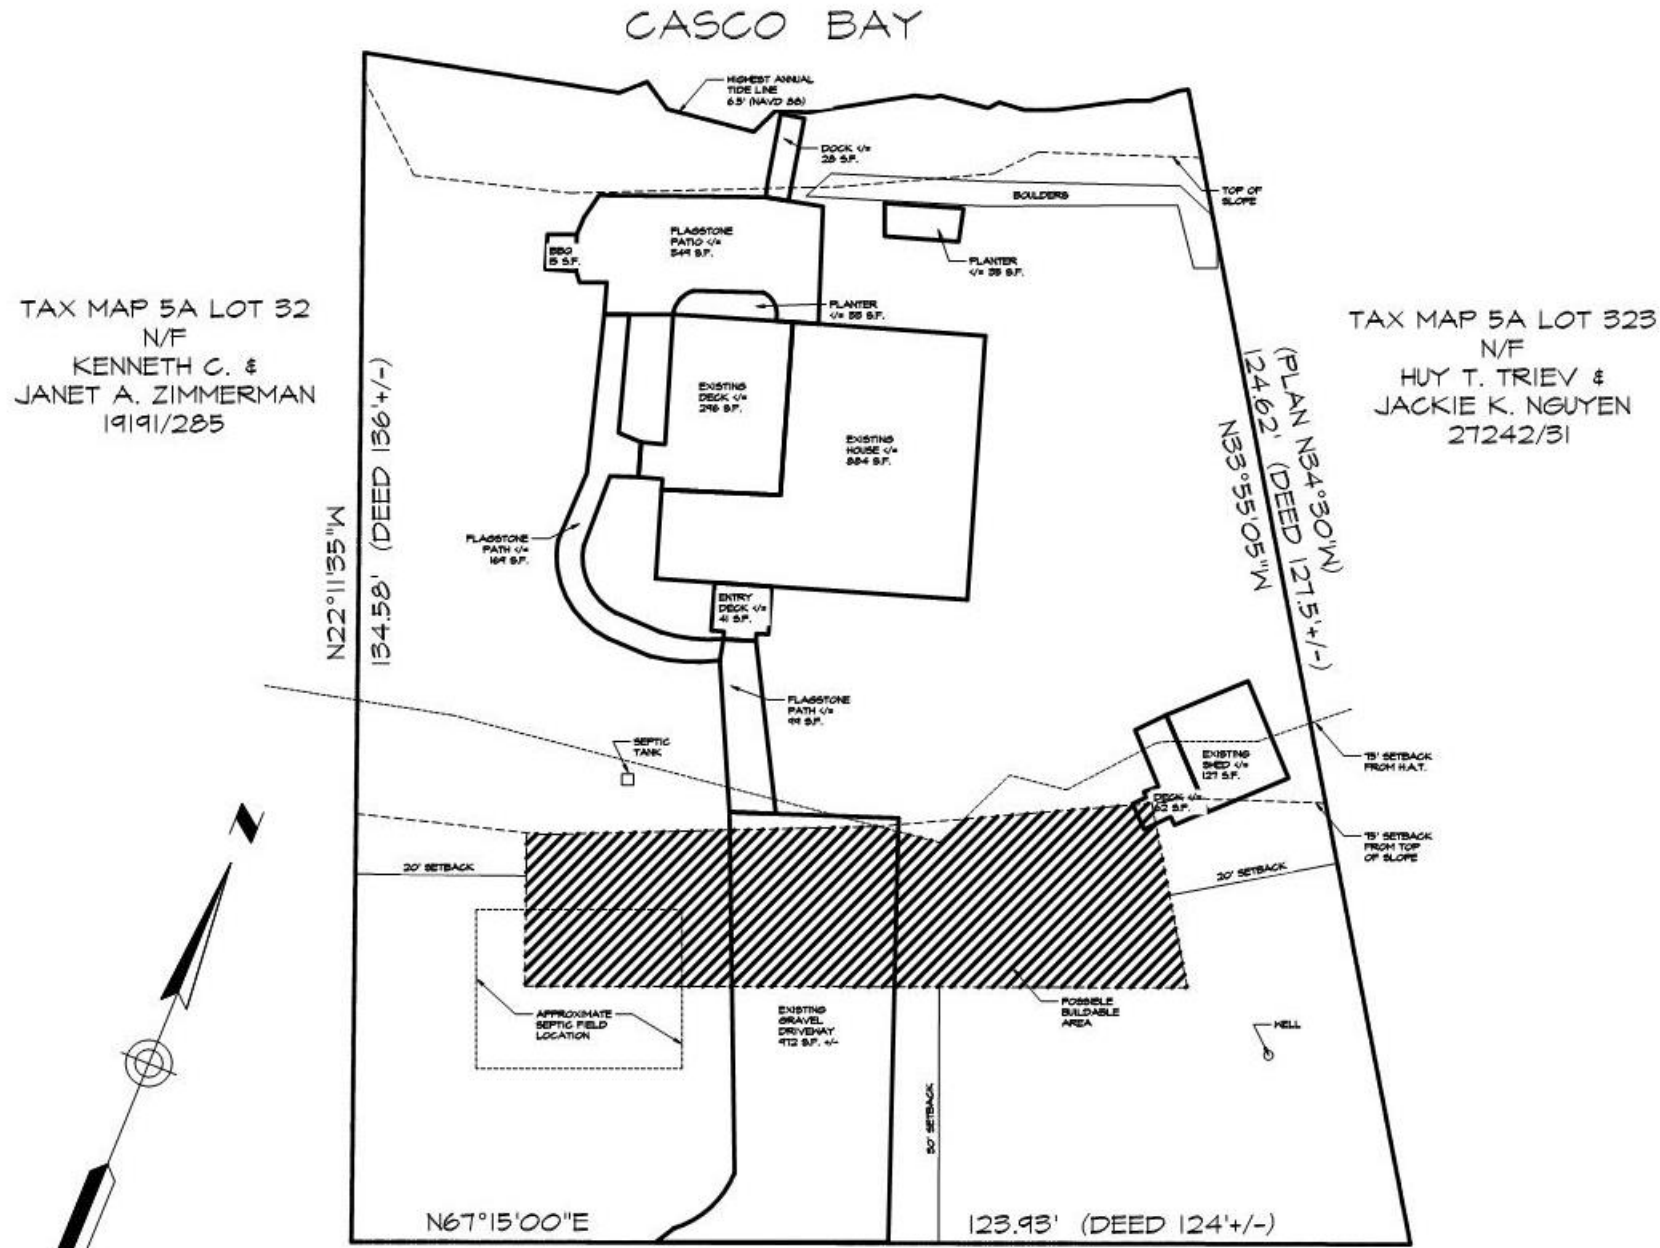 CASCO BAY
HIGHEST ANNUAL
TIDE LINE
6.5' (NAVD 88)
DOCK </=
28 S.F.
TOP OF
SLOPE
BOULDERS
FLAGSTONE
PATIO </=
549 S.F.
BBQ
15 S.F.
PLANTER
</= 35 S.F.
PLANTER
</= 35 S.F.
TAX MAP 5A LOT 32
N/F
KENNETH C. &
JANET A. ZIMMERMAN
19191/285
TAX MAP 5A LOT 323
N/F
HUY T. TRIEV &
JACKIE K. NGUYEN
27242/31
N22°11'35"W
134.58' (DEED 136'+/-)
(PLAN N34°30'W)
124.62' (DEED 127.5'+/-)
N33°55'05"W
EXISTING
DECK </=
296 S.F.
EXISTING
HOUSE </=
884 S.F.
FLAGSTONE
PATH </=
169 S.F.
ENTRY
DECK </=
41 S.F.
FLAGSTONE
PATH </=
99 S.F.
SEPTIC
TANK
EXISTING
SHED </=
127 S.F.
DECK </=
62 S.F.
75' SETBACK
FROM H.A.T.
75' SETBACK
FROM TOP
OF SLOPE
20' SETBACK
20' SETBACK
N
APPROXIMATE
SEPTIC FIELD
LOCATION
EXISTING
GRAVEL
DRIVEWAY
972 S.F. +/-
POSSIBLE
BUILDABLE
AREA
WELL
30' SETBACK
N67°15'00"E
123.93' (DEED 124'+/-)